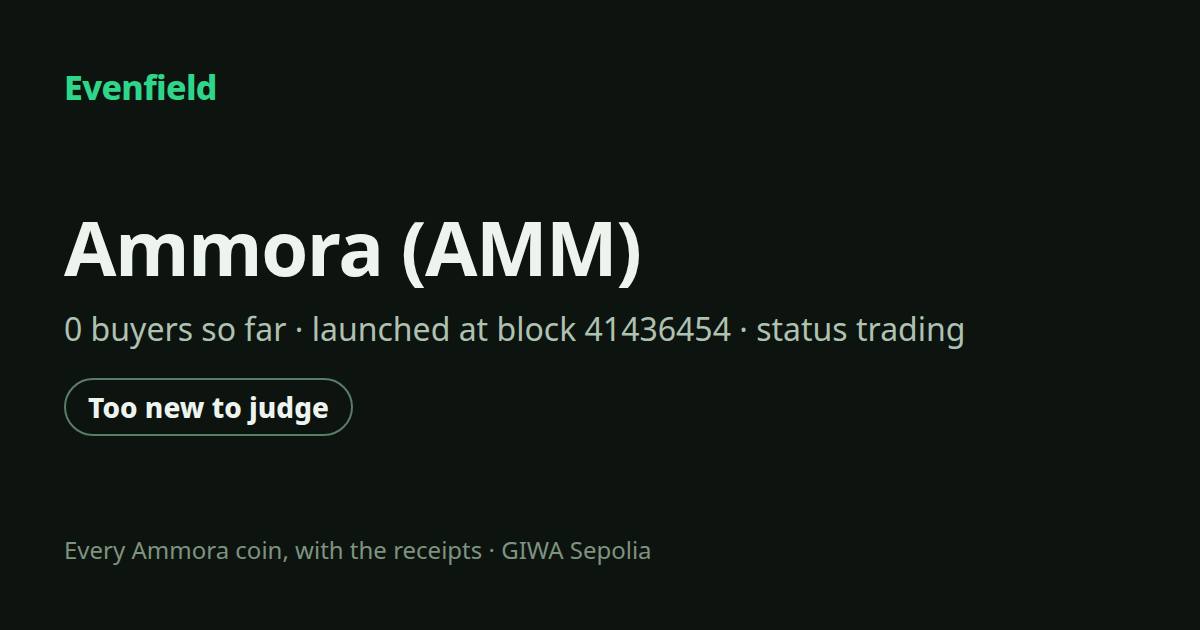 Evenfield
Ammora (AMM)
0 buyers so far · launched at block 41436454 · status trading
Too new to judge
Every Ammora coin, with the receipts · GIWA Sepolia